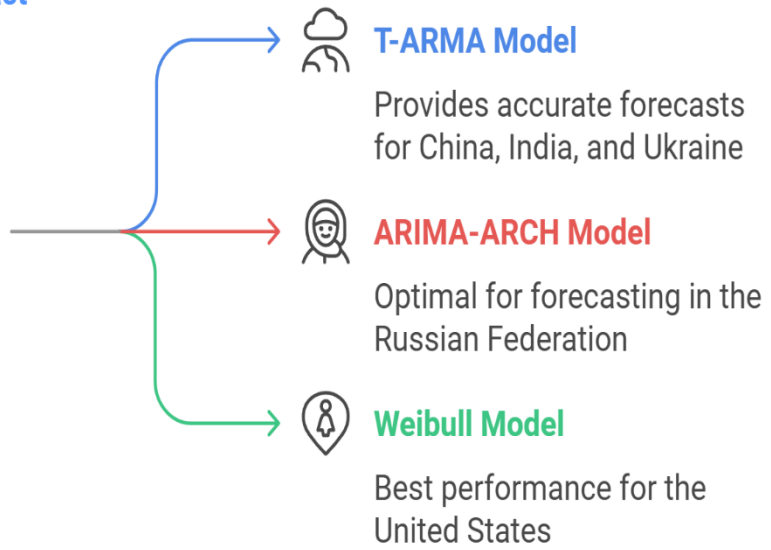 T-ARMA Model
Provides accurate forecasts
for China, India, and Ukraine
ARIMA-ARCH Model
Optimal for forecasting in the
Russian Federation
Weibull Model
Best performance for the
United States